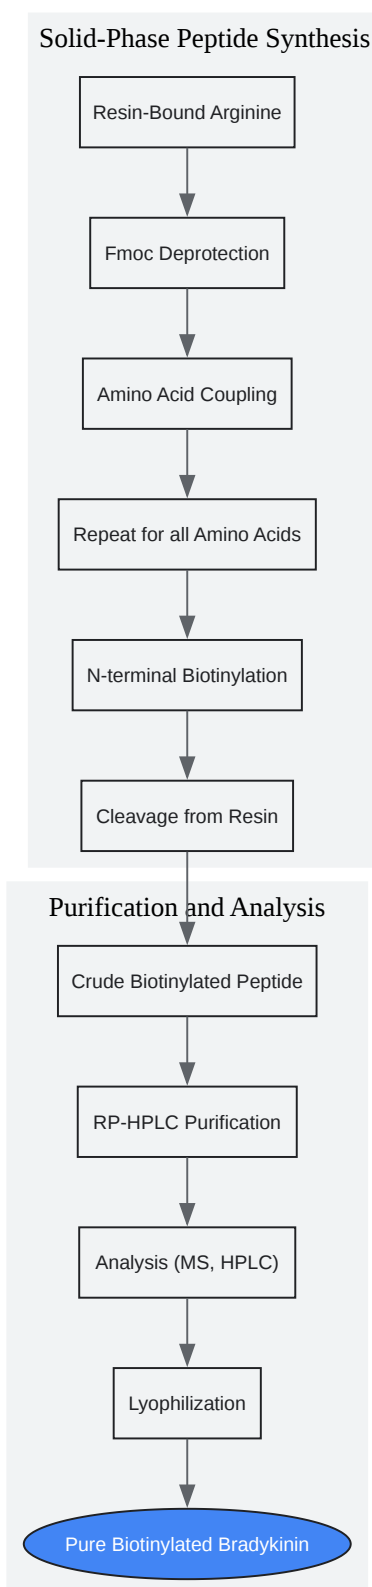 Solid-Phase Peptide Synthesis
Resin-Bound Arginine
Fmoc Deprotection
Amino Acid Coupling
Repeat for all Amino Acids
N-terminal Biotinylation
Cleavage from Resin
Purification and Analysis
Crude Biotinylated Peptide
RP-HPLC Purification
Analysis (MS, HPLC)
Lyophilization
Pure Biotinylated Bradykinin